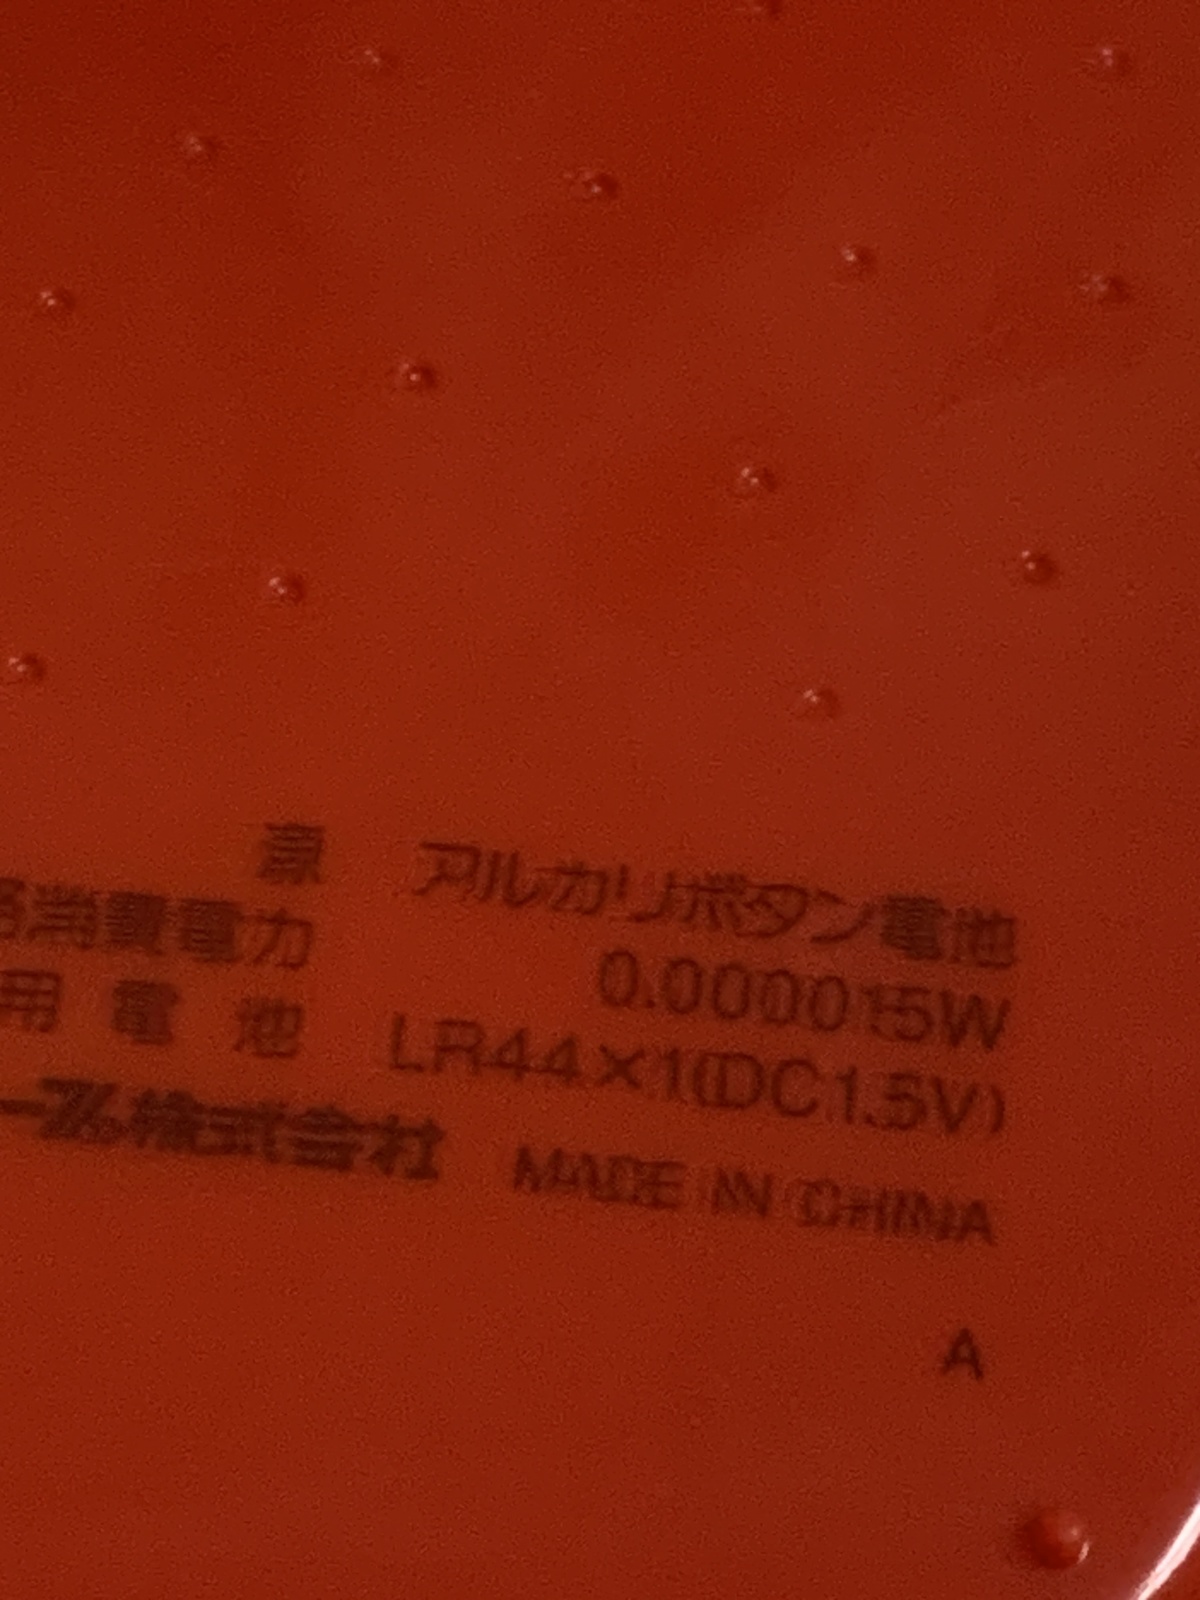 源 アルカリボタン電池
消費電力 0.000015W
用電池 LR44×1(DC1.5V)
株式会社 MADE IN CHINA
A